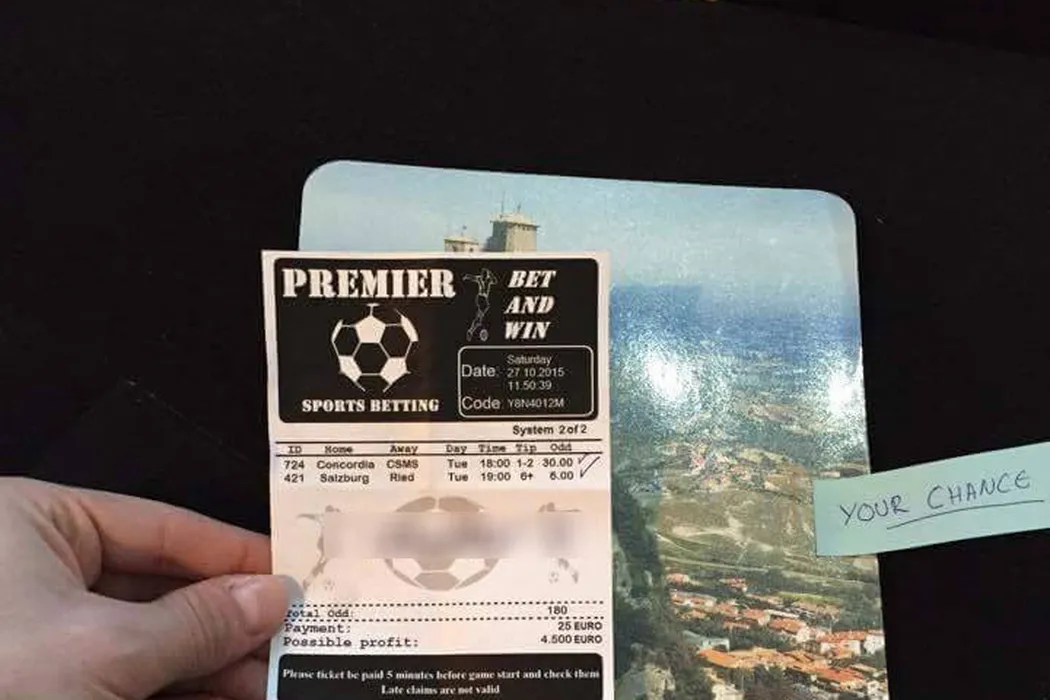 PREMIER
BET
AND
WIN
SPORTS BETTING
Date: Saturday
27 10.2015
11.50:39
Code: Y8N4012M
System 2 of 2
ID Home Away Day Time Tip Odd
724 Concordia CSMS Tue 18:00 1-2 30.00
421 Salzburg Ried Tue 19:00 6+ 6.00
Total Odd: 180
Payment: 25 EURO
Possible profit: 4.500 EURO
Please ticket be paid 5 minutes before game start and check them
Late claims are not valid
YOUR CHANCE